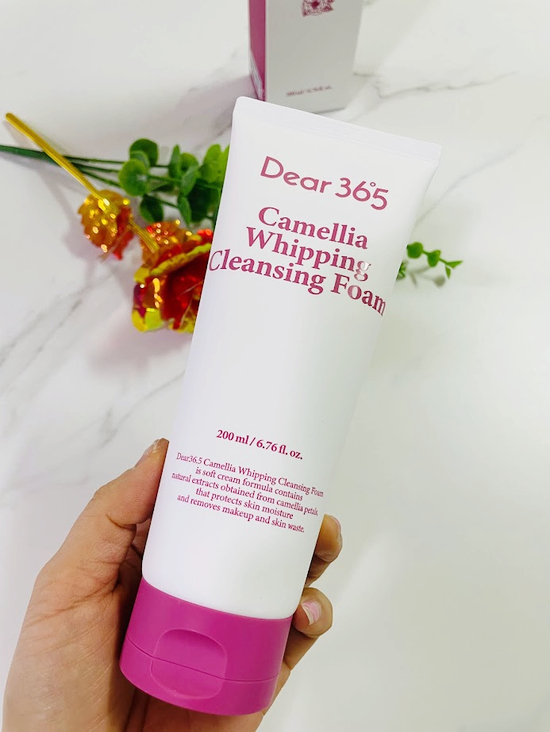 Dear 36°5
Camellia
Whipping
Cleansing Foam
200 ml / 6.76 fl. oz.
Dear36.5 Camellia Whipping Cleansing Foam
is soft cream formula contains
natural extracts obtained from camellia petals,
that protects skin moisture
and removes makeup and skin waste.